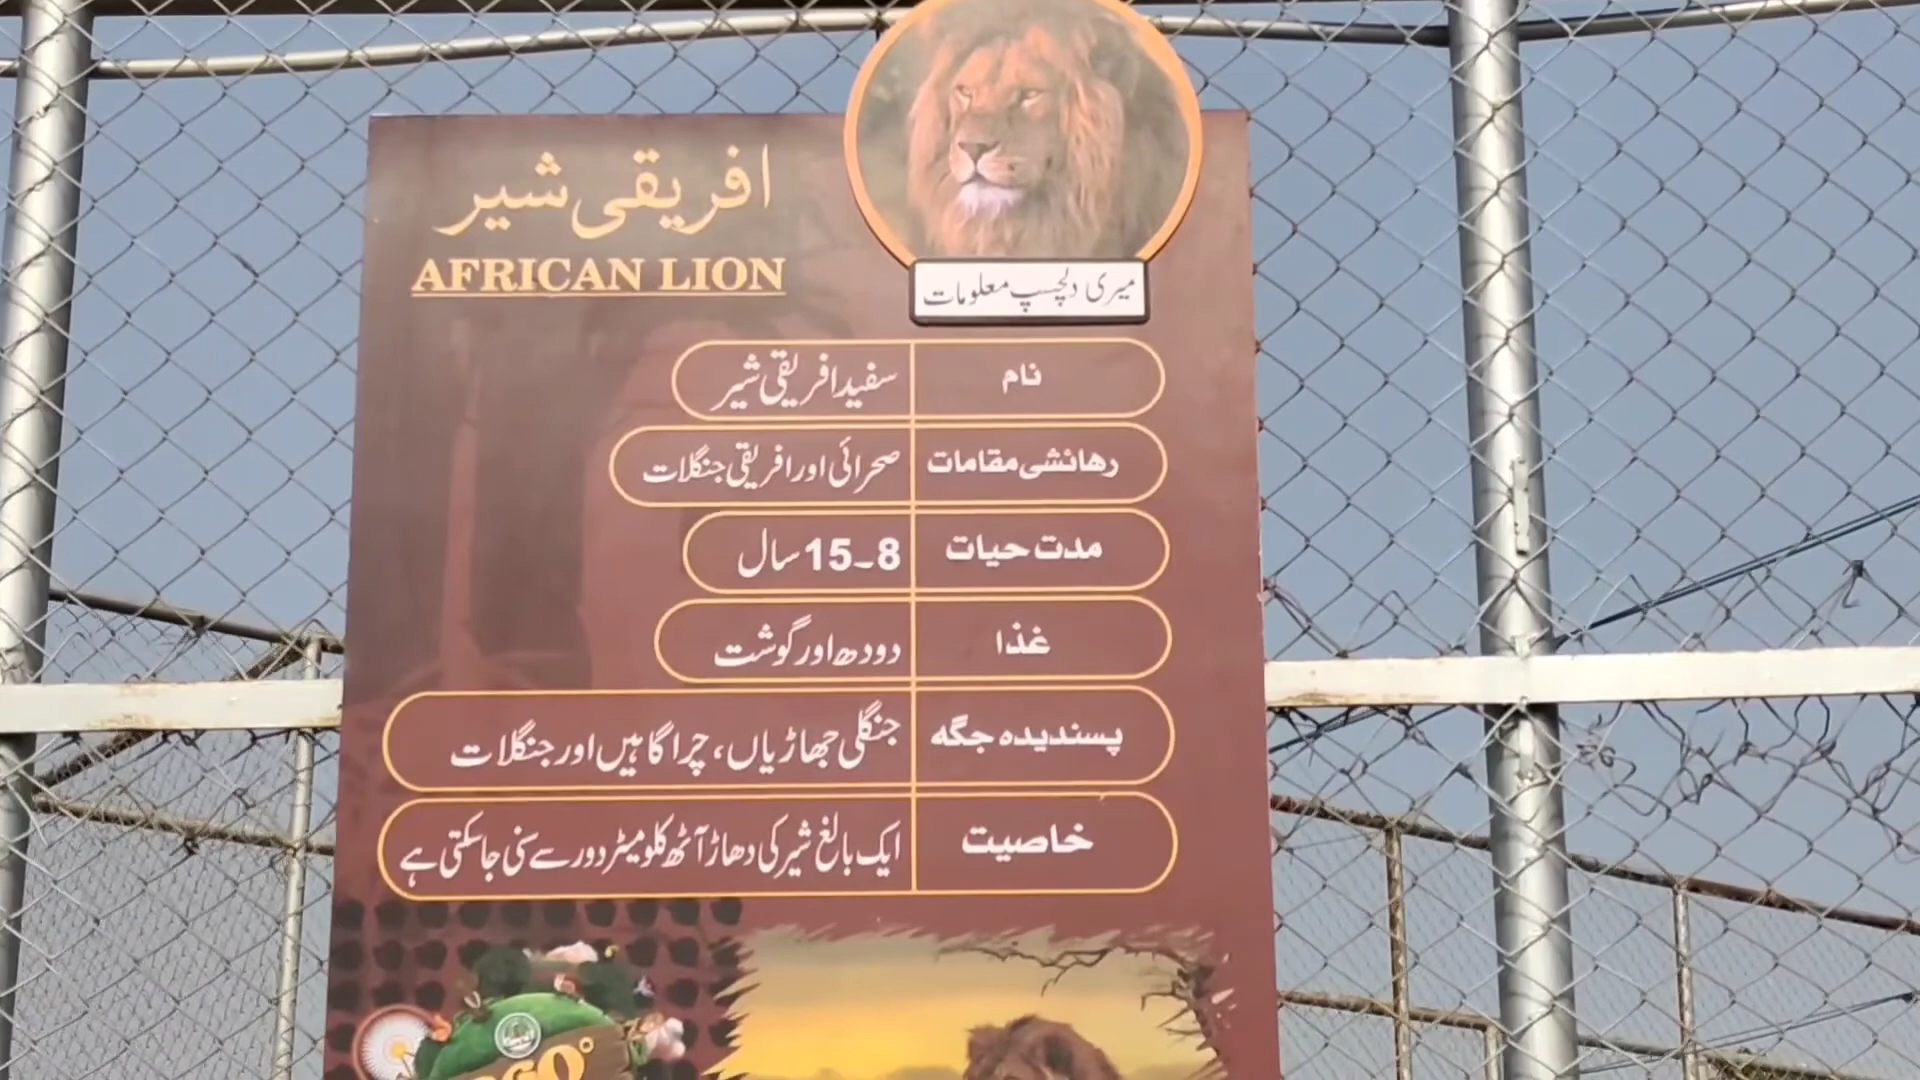 افریقی شیر
AFRICAN LION
میری دلچسپ معلومات
نام سفید افریقی شیر
رھائشی مقامات صحرائی اور افریقی جنگلات
مدت حیات 8-15 سال
غذا دودھ اور گوشت
پسندیدہ جگہ جنگلی جھاڑیاں، چراگاہیں اور جنگلات
خاصیت ایک بالغ شیر کی دھاڑ آٹھ کلومیٹر دور سے سنی جاسکتی ہے
360°